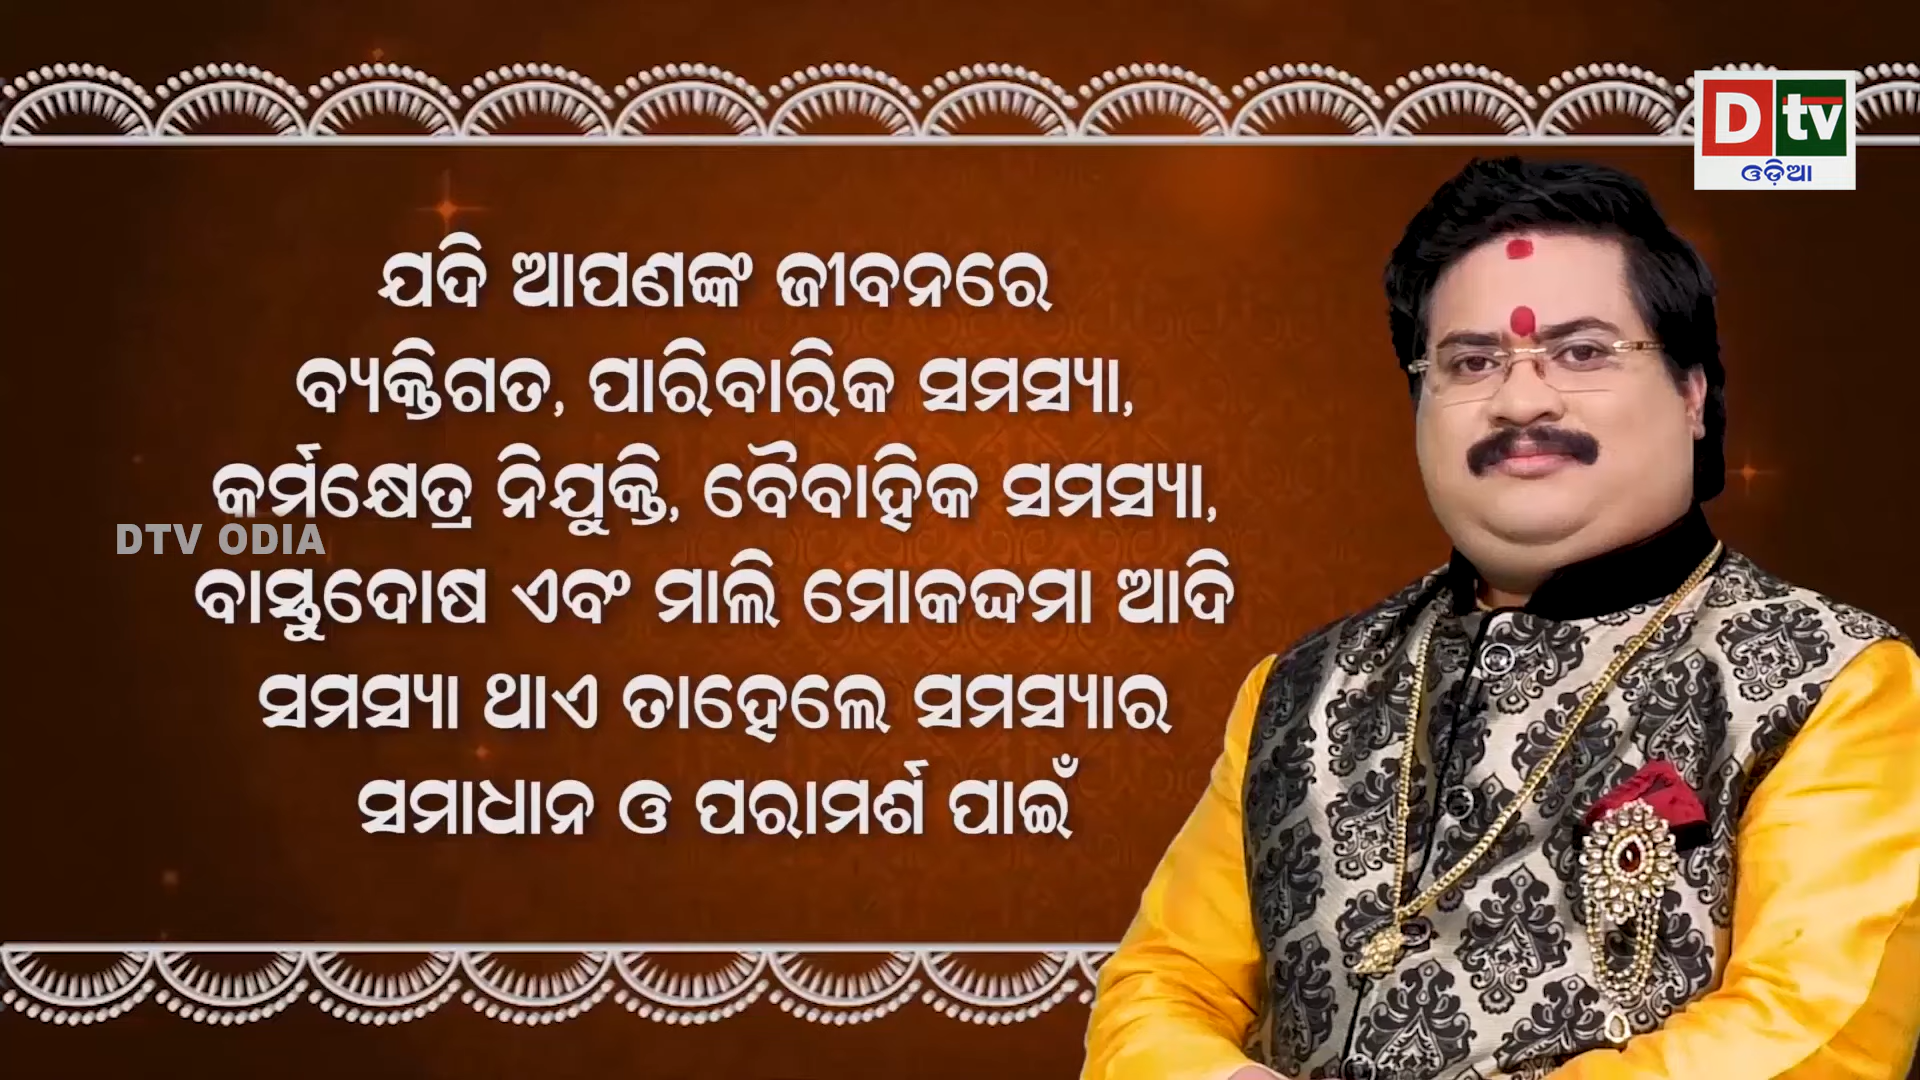 D tv
ଓଡ଼ିଆ
ଯଦି ଆପଣଙ୍କ ଜୀବନରେ
ବ୍ୟକ୍ତିଗତ, ପାରିବାରିକ ସମସ୍ୟା,
କର୍ମକ୍ଷେତ୍ର ନିଯୁକ୍ତି, ବୈବାହିକ ସମସ୍ୟା,
DTV ODIA
ବାସ୍ତୁଦୋଷ ଏବଂ ମାଲି ମୋକଦ୍ଦମା ଆଦି
ସମସ୍ୟା ଥାଏ ତାହେଲେ ସମସ୍ୟାର
ସମାଧାନ ଓ ପରାମର୍ଶ ପାଇଁ